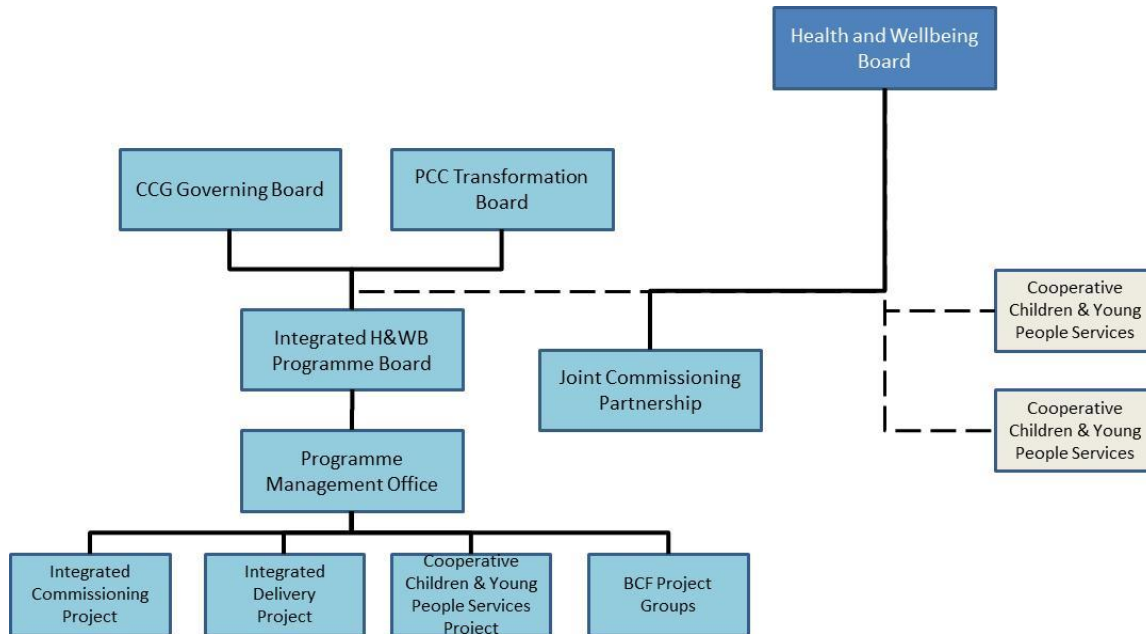 Health and Wellbeing
Board
CCG Governing Board
PCC Transformation
Board
Cooperative
Children & Young
People Services
Integrated H&WB
Programme Board
Joint Commissioning
Partnership
Cooperative
Children & Young
People Services
Programme
Management Office
Integrated
Commissioning
Project
Integrated
Delivery
Project
Cooperative
Children & Young
People Services
Project
BCF Project
Groups